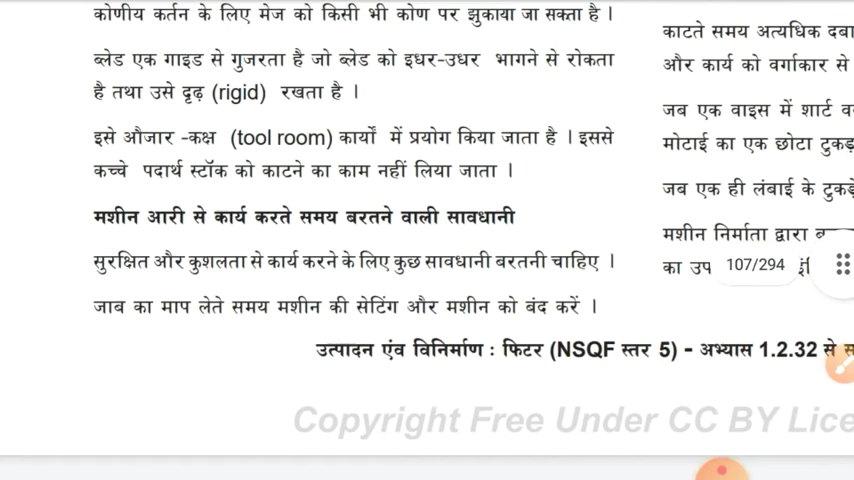 कोणीय कर्तन के लिए मेज को किसी भी कोण पर झुकाया जा सकता है ।
ब्लेड एक गाइड से गुजरता है जो ब्लेड को इधर-उधर भागने से रोकता
है तथा उसे दृढ़ (rigid) रखता है ।
इसे औजार -कक्ष (tool room) कार्यों में प्रयोग किया जाता है । इससे
कच्चे पदार्थ स्टॉक को काटने का काम नहीं लिया जाता ।
मशीन आरी से कार्य करते समय बरतने वाली सावधानी
सुरक्षित और कुशलता से कार्य करने के लिए कुछ सावधानी बरतनी चाहिए ।
जाब का माप लेते समय मशीन की सेटिंग और मशीन को बंद करें ।
काटते समय अत्यधिक
और कार्य को वर्गाकार से
जब एक वाइस में शार्ट
मोटाई का एक छोटा
जब एक ही लंबाई के
मशीन निर्माता द्वारा
का
107/294
उत्पादन एंव विनिर्माण : फिटर (NSQF स्तर 5) - अभ्यास 1.2.32 से
Copyright Free Under CC BY